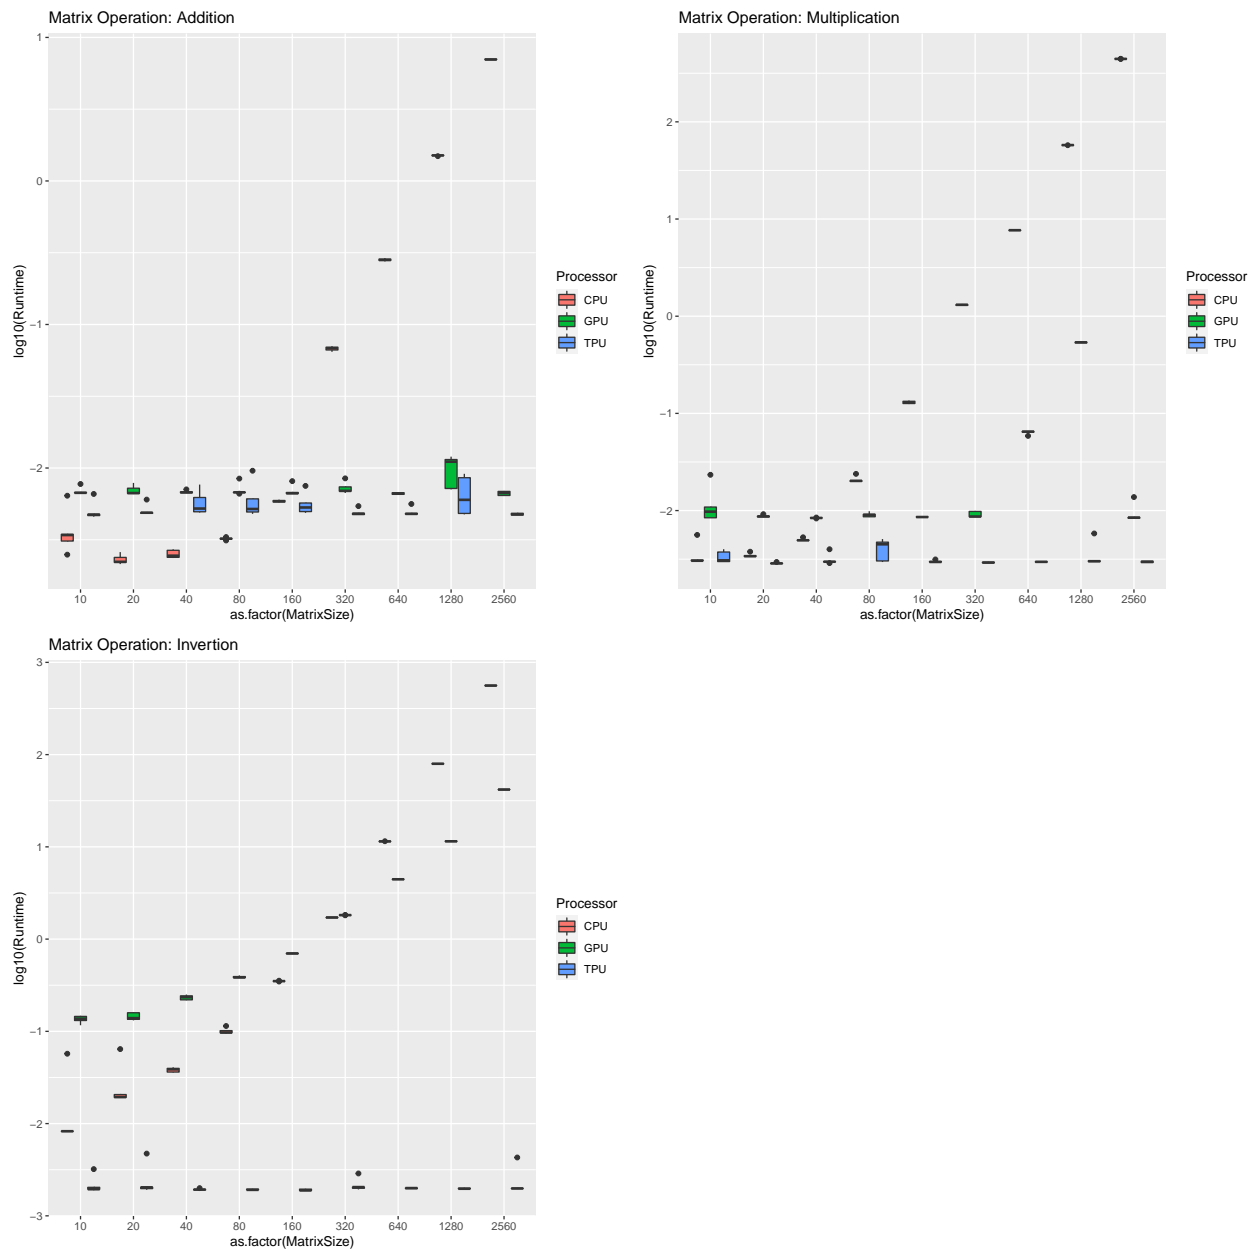 Matrix Operation: Addition
1
0
−1
−2
log10(Runtime)
10 20 40 80 160 320 640 1280 2560
as.factor(MatrixSize)
Processor
CPU
GPU
TPU
Matrix Operation: Multiplication
2
1
0
−1
−2
log10(Runtime)
10 20 40 80 160 320 640 1280 2560
as.factor(MatrixSize)
Processor
CPU
GPU
TPU
Matrix Operation: Invertion
3
2
1
0
−1
−2
−3
log10(Runtime)
10 20 40 80 160 320 640 1280 2560
as.factor(MatrixSize)
Processor
CPU
GPU
TPU